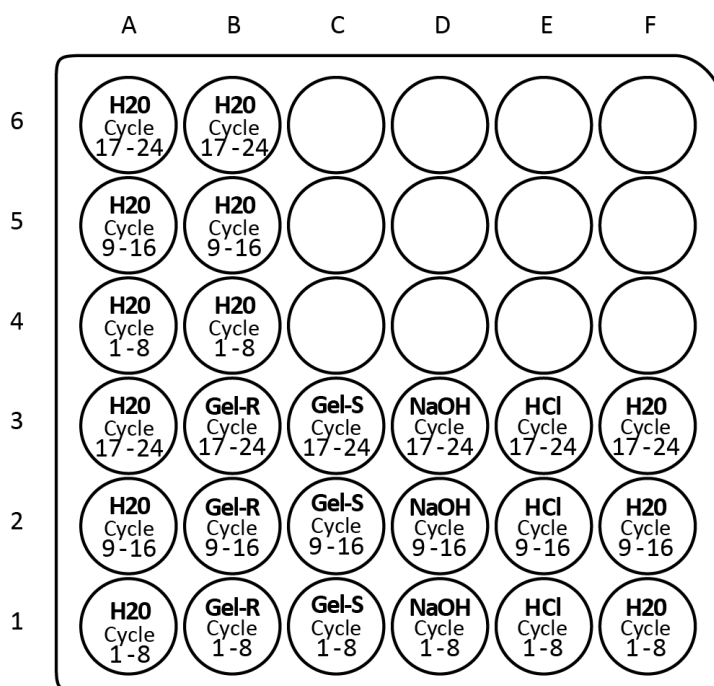 A B C D E F
6
H20 H20
Cycle Cycle
17-24 17-24
5
H20 H20
Cycle Cycle
9-16 9-16
4
H20 H20
Cycle Cycle
1-8 1-8
3
H20 Gel-R Gel-S NaOH HCl H20
Cycle Cycle Cycle Cycle Cycle Cycle
17-24 17-24 17-24 17-24 17-24 17-24
2
H20 Gel-R Gel-S NaOH HCl H20
Cycle Cycle Cycle Cycle Cycle Cycle
9-16 9-16 9-16 9-16 9-16 9-16
1
H20 Gel-R Gel-S NaOH HCl H20
Cycle Cycle Cycle Cycle Cycle Cycle
1-8 1-8 1-8 1-8 1-8 1-8